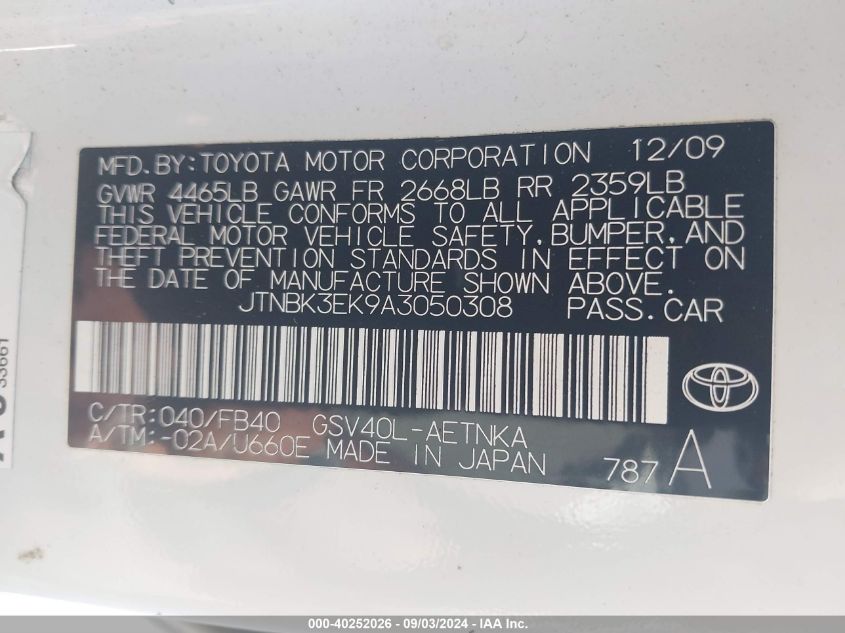 MFD. BY: TOYOTA MOTOR CORPORATION 12/09
GVWR 4465LB GAWR FR 2668LB RR 2359LB
THIS VEHICLE CONFORMS TO ALL APPLICABLE
FEDERAL MOTOR VEHICLE SAFETY, BUMPER, AND
THEFT PREVENTION STANDARDS IN EFFECT ON
THE DATE OF MANUFACTURE SHOWN ABOVE.
JTNBK3EK9A3050308 PASS. CAR
C/TR: 040/FB40 GSV40L-AETNKA
A/TM: -02A/U660E MADE IN JAPAN 787 A
33661
000-40252026 - 09/03/2024 - IAA Inc.